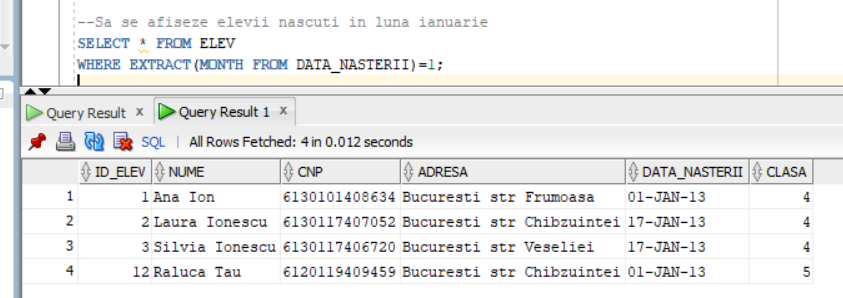 --Sa se afiseze elevii nascuti in luna ianuarie
SELECT * FROM ELEV
WHERE EXTRACT(MONTH FROM DATA_NASTERII)=1;
Query Result x Query Result 1 x
SQL | All Rows Fetched: 4 in 0.012 seconds
ID_ELEV NUME CNP ADRESA DATA_NASTERII CLASA
1 1 Ana Ion 6130101408634 Bucuresti str Frumoasa 01-JAN-13 4
2 2 Laura Ionescu 6130117407052 Bucuresti str Chibzuintei 17-JAN-13 4
3 3 Silvia Ionescu 6130117406720 Bucuresti str Veseliei 17-JAN-13 4
4 12 Raluca Tau 6120119409459 Bucuresti str Chibzuintei 01-JAN-13 5